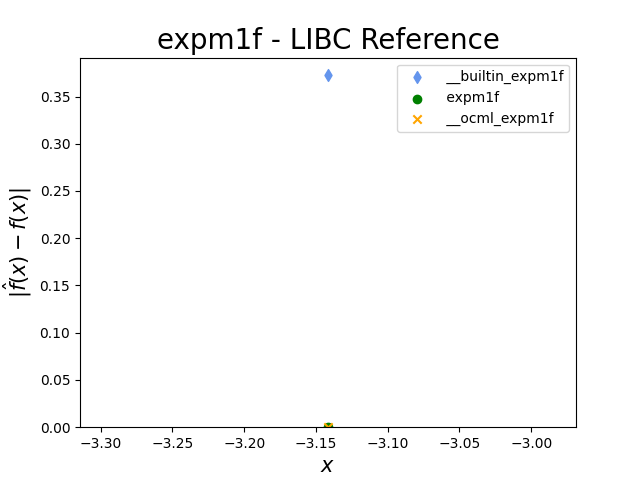 expm1f - LIBC Reference
__builtin_expm1f
expm1f
__ocml_expm1f
|f̂(x) − f(x)|
0.35
0.30
0.25
0.20
0.15
0.10
0.05
0.00
−3.30 −3.25 −3.20 −3.15 −3.10 −3.05 −3.00
x